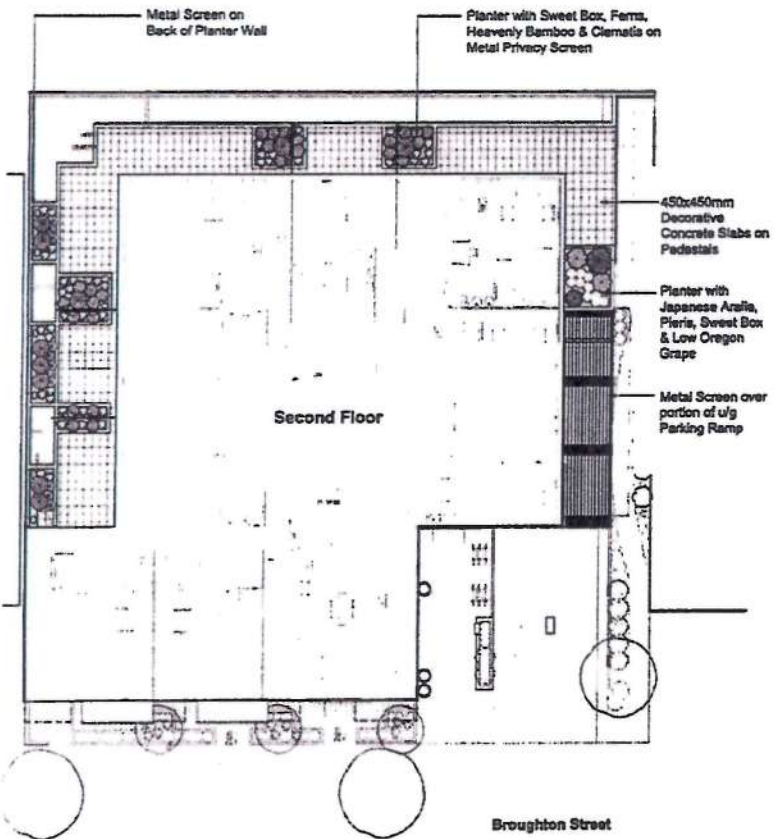 Metal Screen on
Back of Planter Wall
Planter with Sweet Box, Ferns,
Heavenly Bamboo & Clematis on
Metal Privacy Screen
450x450mm
Decorative
Concrete Slabs on
Pedestals
Planter with
Japanese Aralia,
Pieris, Sweet Box
& Low Oregon
Grape
Metal Screen over
portion of u/g
Parking Ramp
Second Floor
Broughton Street